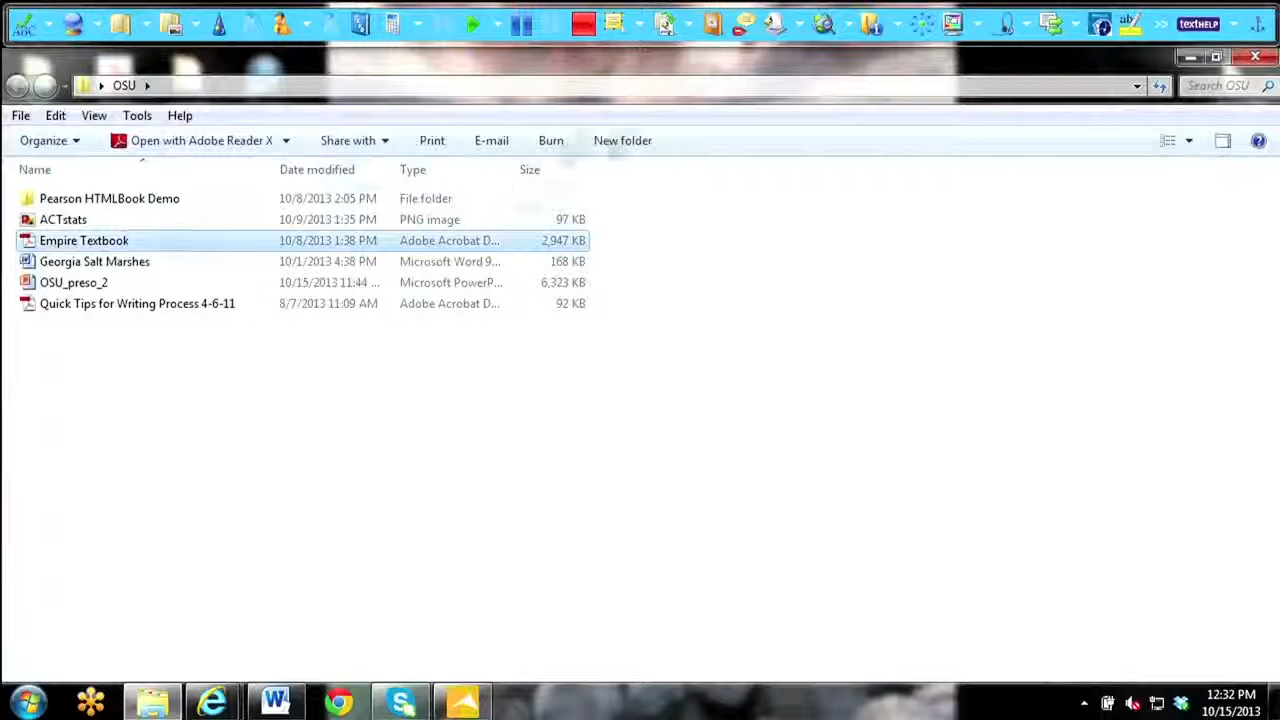 ABC ab/ textHELP
OSU Search OSU
File Edit View Tools Help
Organize Open with Adobe Reader X Share with Print E-mail Burn New folder
Name Date modified Type Size
Pearson HTMLBook Demo 10/8/2013 2:05 PM File folder
ACTstats 10/9/2013 1:35 PM PNG image 97 KB
Empire Textbook 10/8/2013 1:38 PM Adobe Acrobat D... 2,947 KB
Georgia Salt Marshes 10/1/2013 4:38 PM Microsoft Word 9... 168 KB
OSU_preso_2 10/15/2013 11:44 ... Microsoft PowerP... 6,323 KB
Quick Tips for Writing Process 4-6-11 8/7/2013 11:09 AM Adobe Acrobat D... 92 KB
12:32 PM
10/15/2013